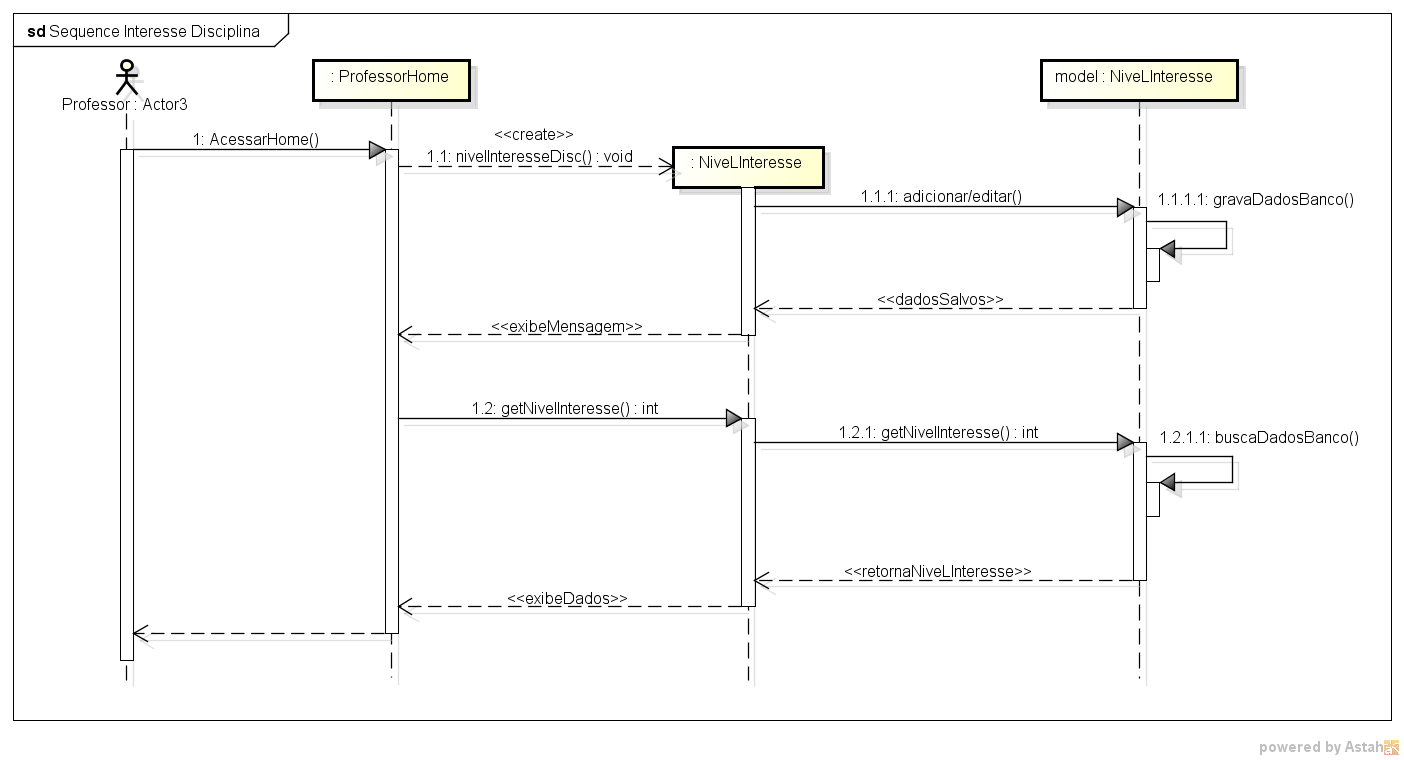 sd Sequence Interesse Disciplina
Professor : Actor3
: ProfessorHome
model : NiveLInteresse
1: AcessarHome()
<<create>>
1.1: nivelInteresseDisc() : void
: NiveLInteresse
1.1.1: adicionar/editar()
1.1.1.1: gravaDadosBanco()
<<dadosSalvos>>
<<exibeMensagem>>
1.2: getNivelInteresse() : int
1.2.1: getNivelInteresse() : int
1.2.1.1: buscaDadosBanco()
<<retornaNiveLInteresse>>
<<exibeDados>>
powered by Astah